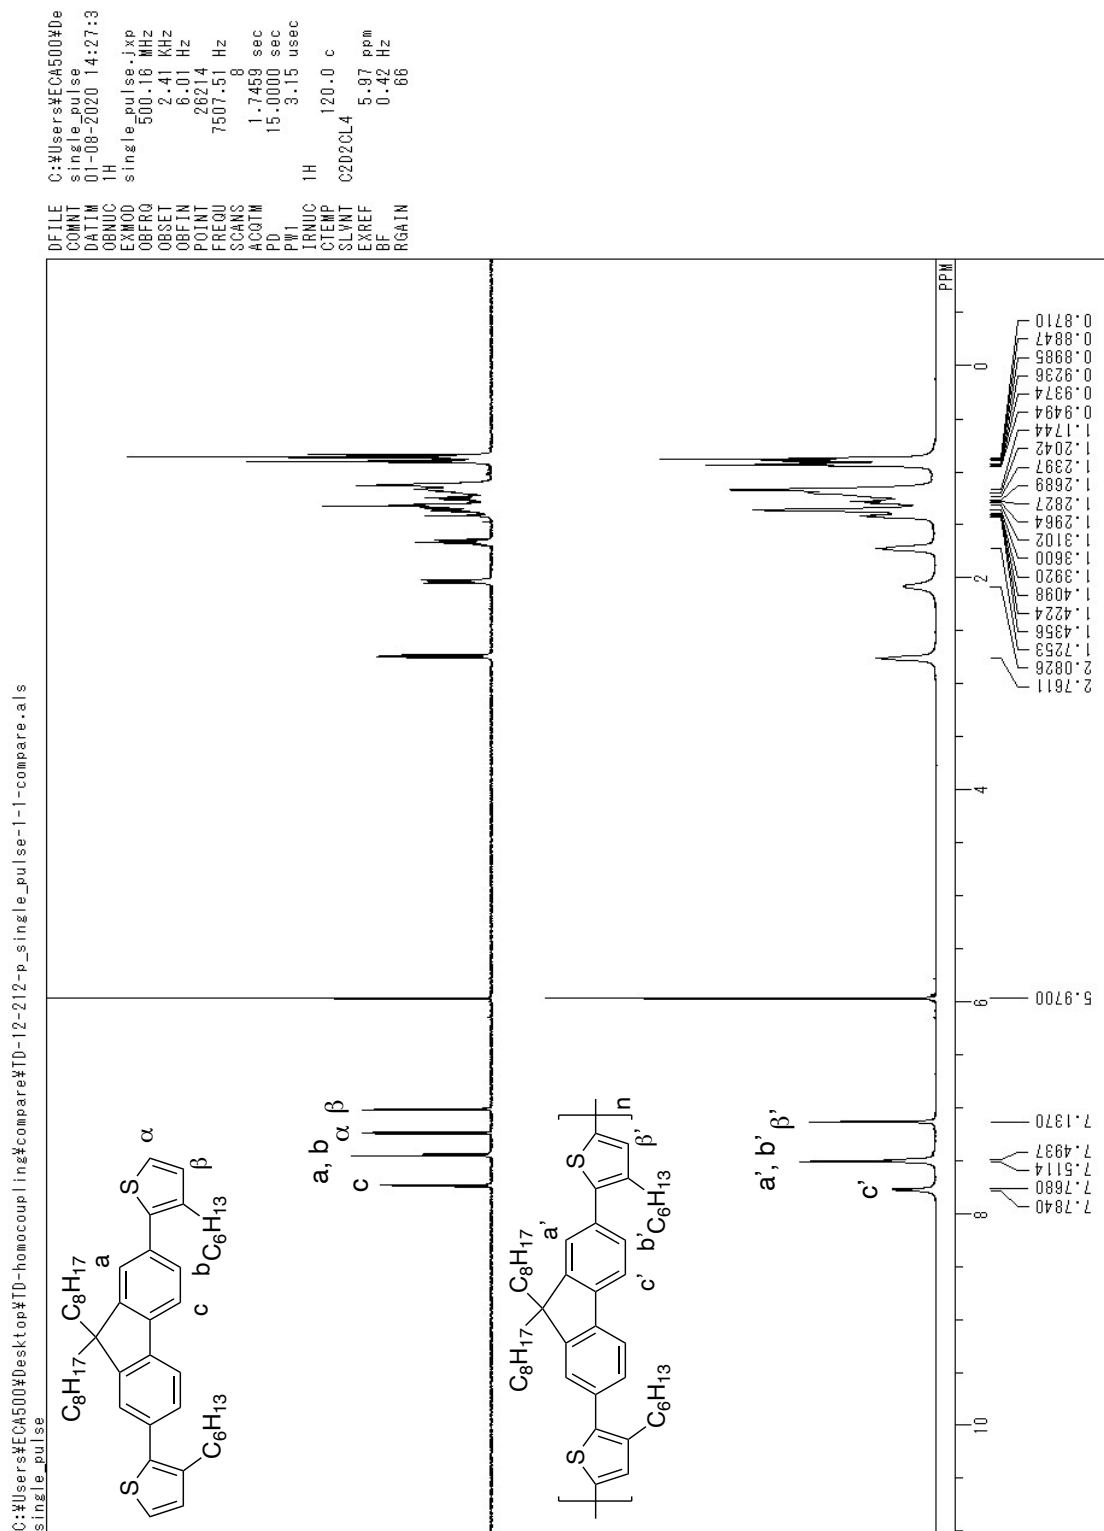 C:¥Users¥ECA500¥Desktop¥TD-homocoupling¥compare¥TD-12-212-p_single_pulse-1-1-compare.als
single_pulse
DFILE C:¥Users¥ECA500¥De
COMNT single_pulse
DATIM 01-08-2020 14:27:3
OBNUC 1H
EXMOD single_pulse.jxp
OBFRQ 500.16 MHz
OBSET 2.41 KHz
OBFIN 6.01 Hz
POINT 26214
FREQU 7507.51 Hz
SCANS 8
ACQTM 1.7459 sec
PD 15.0000 sec
PW1 3.15 usec
IRNUC 1H
CTEMP 120.0 c
SLVNT C2D2CL4
EXREF 5.97 ppm
BF 0.42 Hz
RGAIN 66
C8H17 C8H17
a
b
c
S
S
α
β
C6H13
C6H13
c
a, b
α
β
C8H17 C8H17
a'
b'
c'
S
S
β'
C6H13
C6H13
n
c'
a', b'
β'
PPM
10
8
6
4
2
0
7.7840
7.7680
7.5114
7.4937
7.1370
5.9700
2.7611
2.0826
1.7253
1.4356
1.4224
1.4098
1.3920
1.3600
1.3102
1.2964
1.2827
1.2689
1.2397
1.2042
1.1744
0.9494
0.9374
0.9236
0.8985
0.8847
0.8710